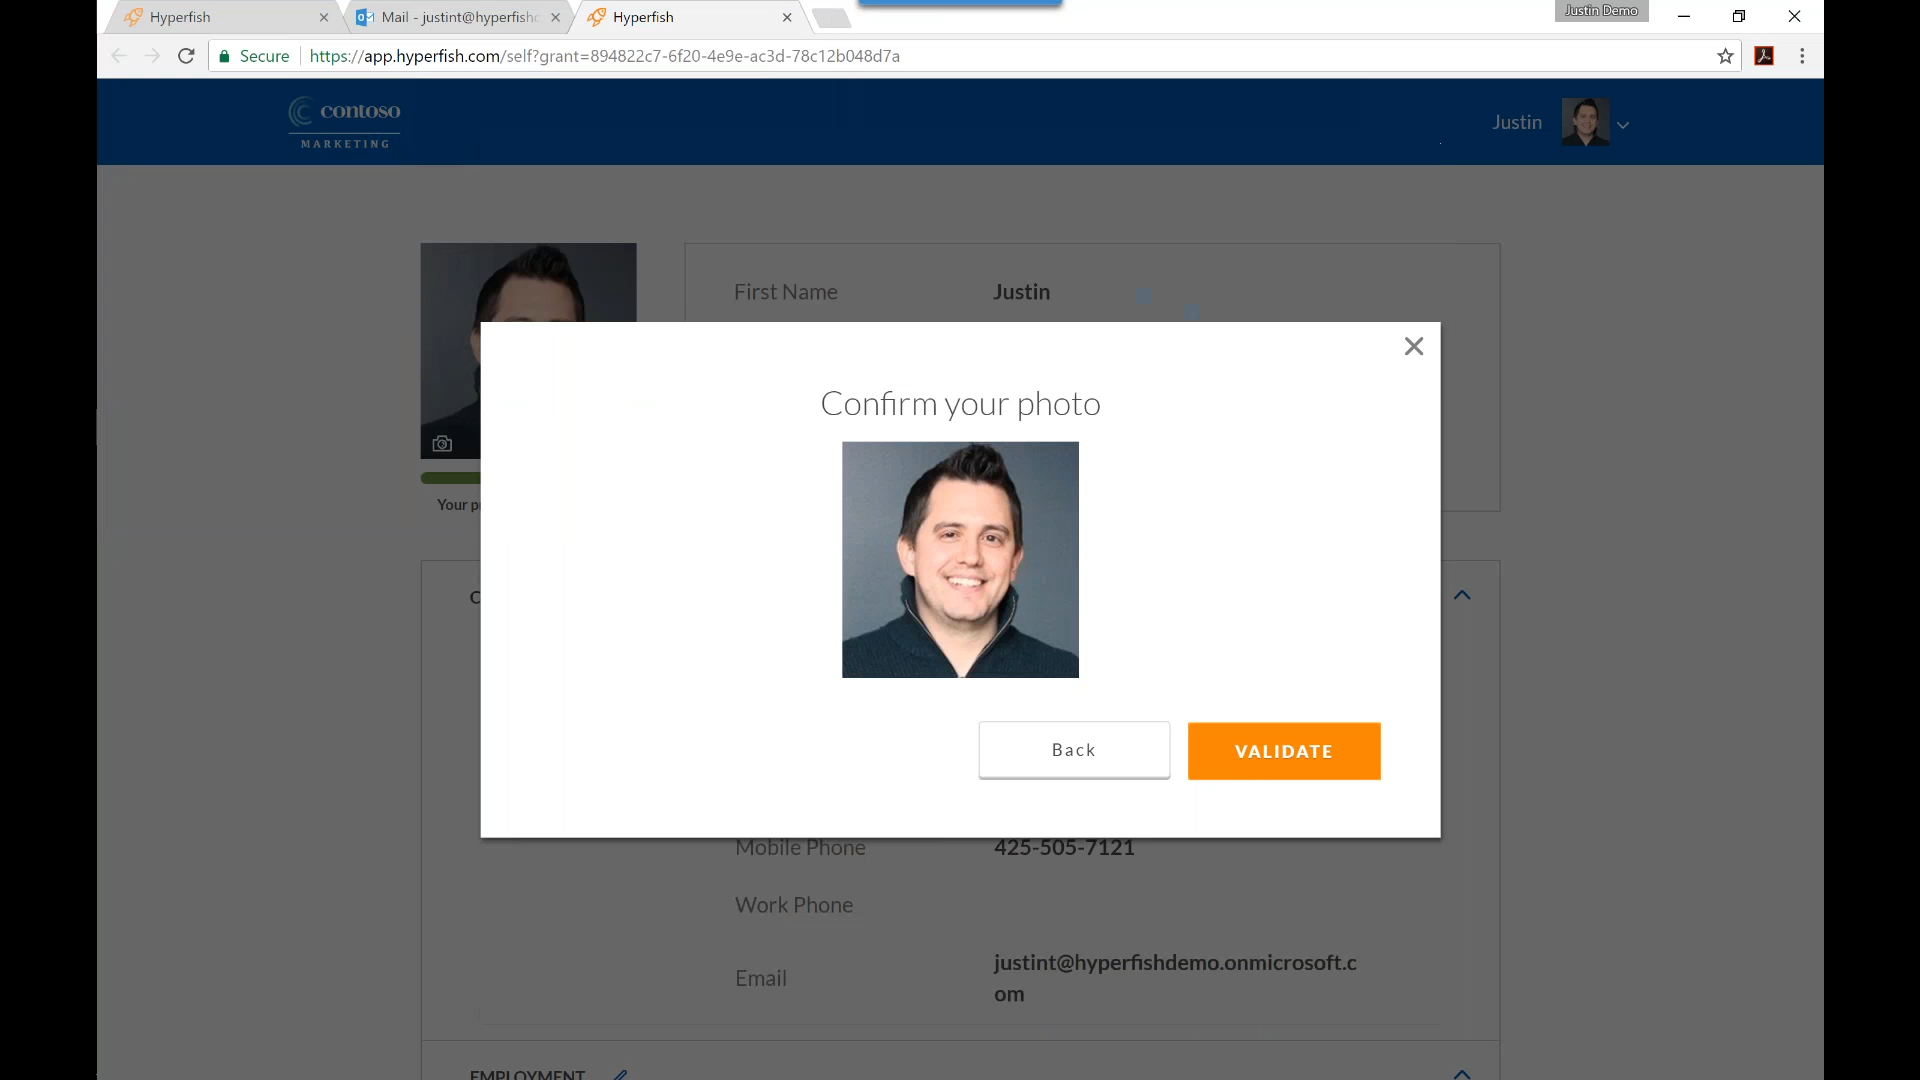 Hyperfish
Mail - justint@hyperfish
Hyperfish
Justin Demo
Secure
https://app.hyperfish.com/self?grant=894822c7-6f20-4e9e-ac3d-78c12b048d7a
contoso
MARKETING
Justin
First Name
Justin
Confirm your photo
Your p
C
Back
VALIDATE
Mobile Phone
425-505-7121
Work Phone
Email
justint@hyperfishdemo.onmicrosoft.c
om
EMPLOYMENT